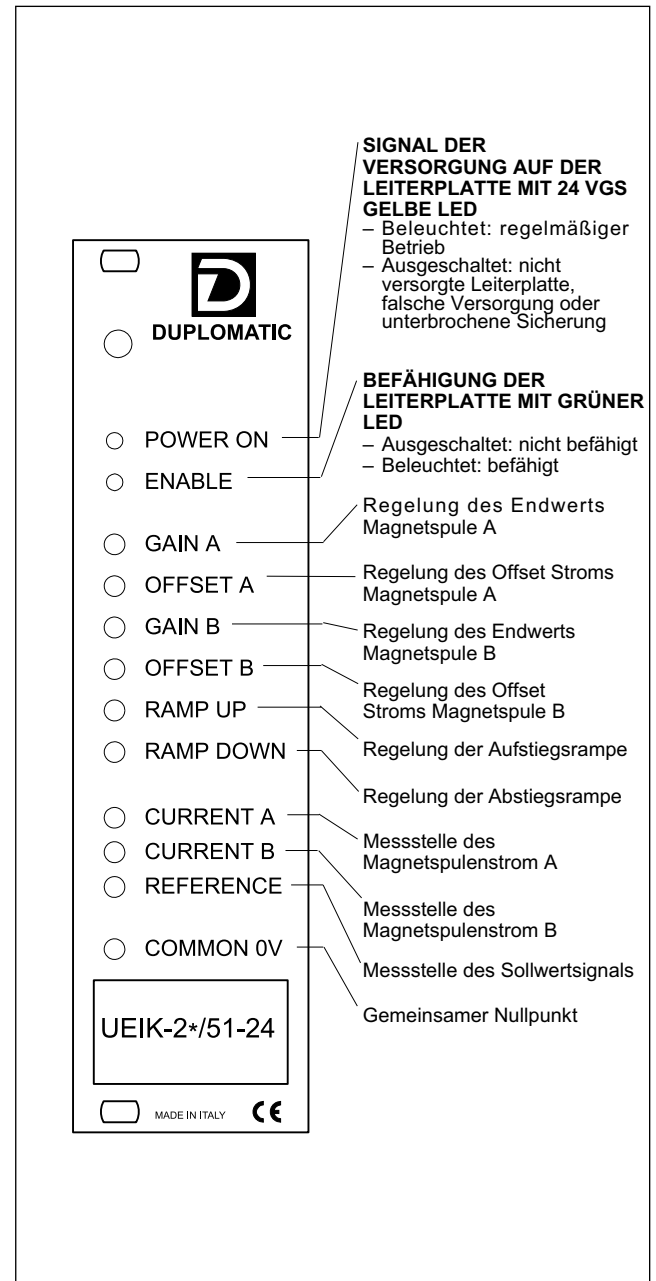 SIGNAL DER
VERSORGUNG AUF DER
LEITERPLATTE MIT 24 VGS
GELBE LED
– Beleuchtet: regelmäßiger
Betrieb
– Ausgeschaltet: nicht
versorgte Leiterplatte,
falsche Versorgung oder
unterbrochene Sicherung
BEFÄHIGUNG DER
LEITERPLATTE MIT GRÜNER
LED
– Ausgeschaltet: nicht befähigt
– Beleuchtet: befähigt
Regelung des Endwerts
Magnetspule A
Regelung des Offset Stroms
Magnetspule A
Regelung des Endwerts
Magnetspule B
Regelung des Offset
Stroms Magnetspule B
Regelung der Aufstiegsrampe
Regelung der Abstiegsrampe
Messstelle des
Magnetspulenstrom A
Messstelle des
Magnetspulenstrom B
Messstelle des Sollwertsignals
Gemeinsamer Nullpunkt
D
DUPLOMATIC
POWER ON
ENABLE
GAIN A
OFFSET A
GAIN B
OFFSET B
RAMP UP
RAMP DOWN
CURRENT A
CURRENT B
REFERENCE
COMMON 0V
UEIK-2*/51-24
MADE IN ITALY CE